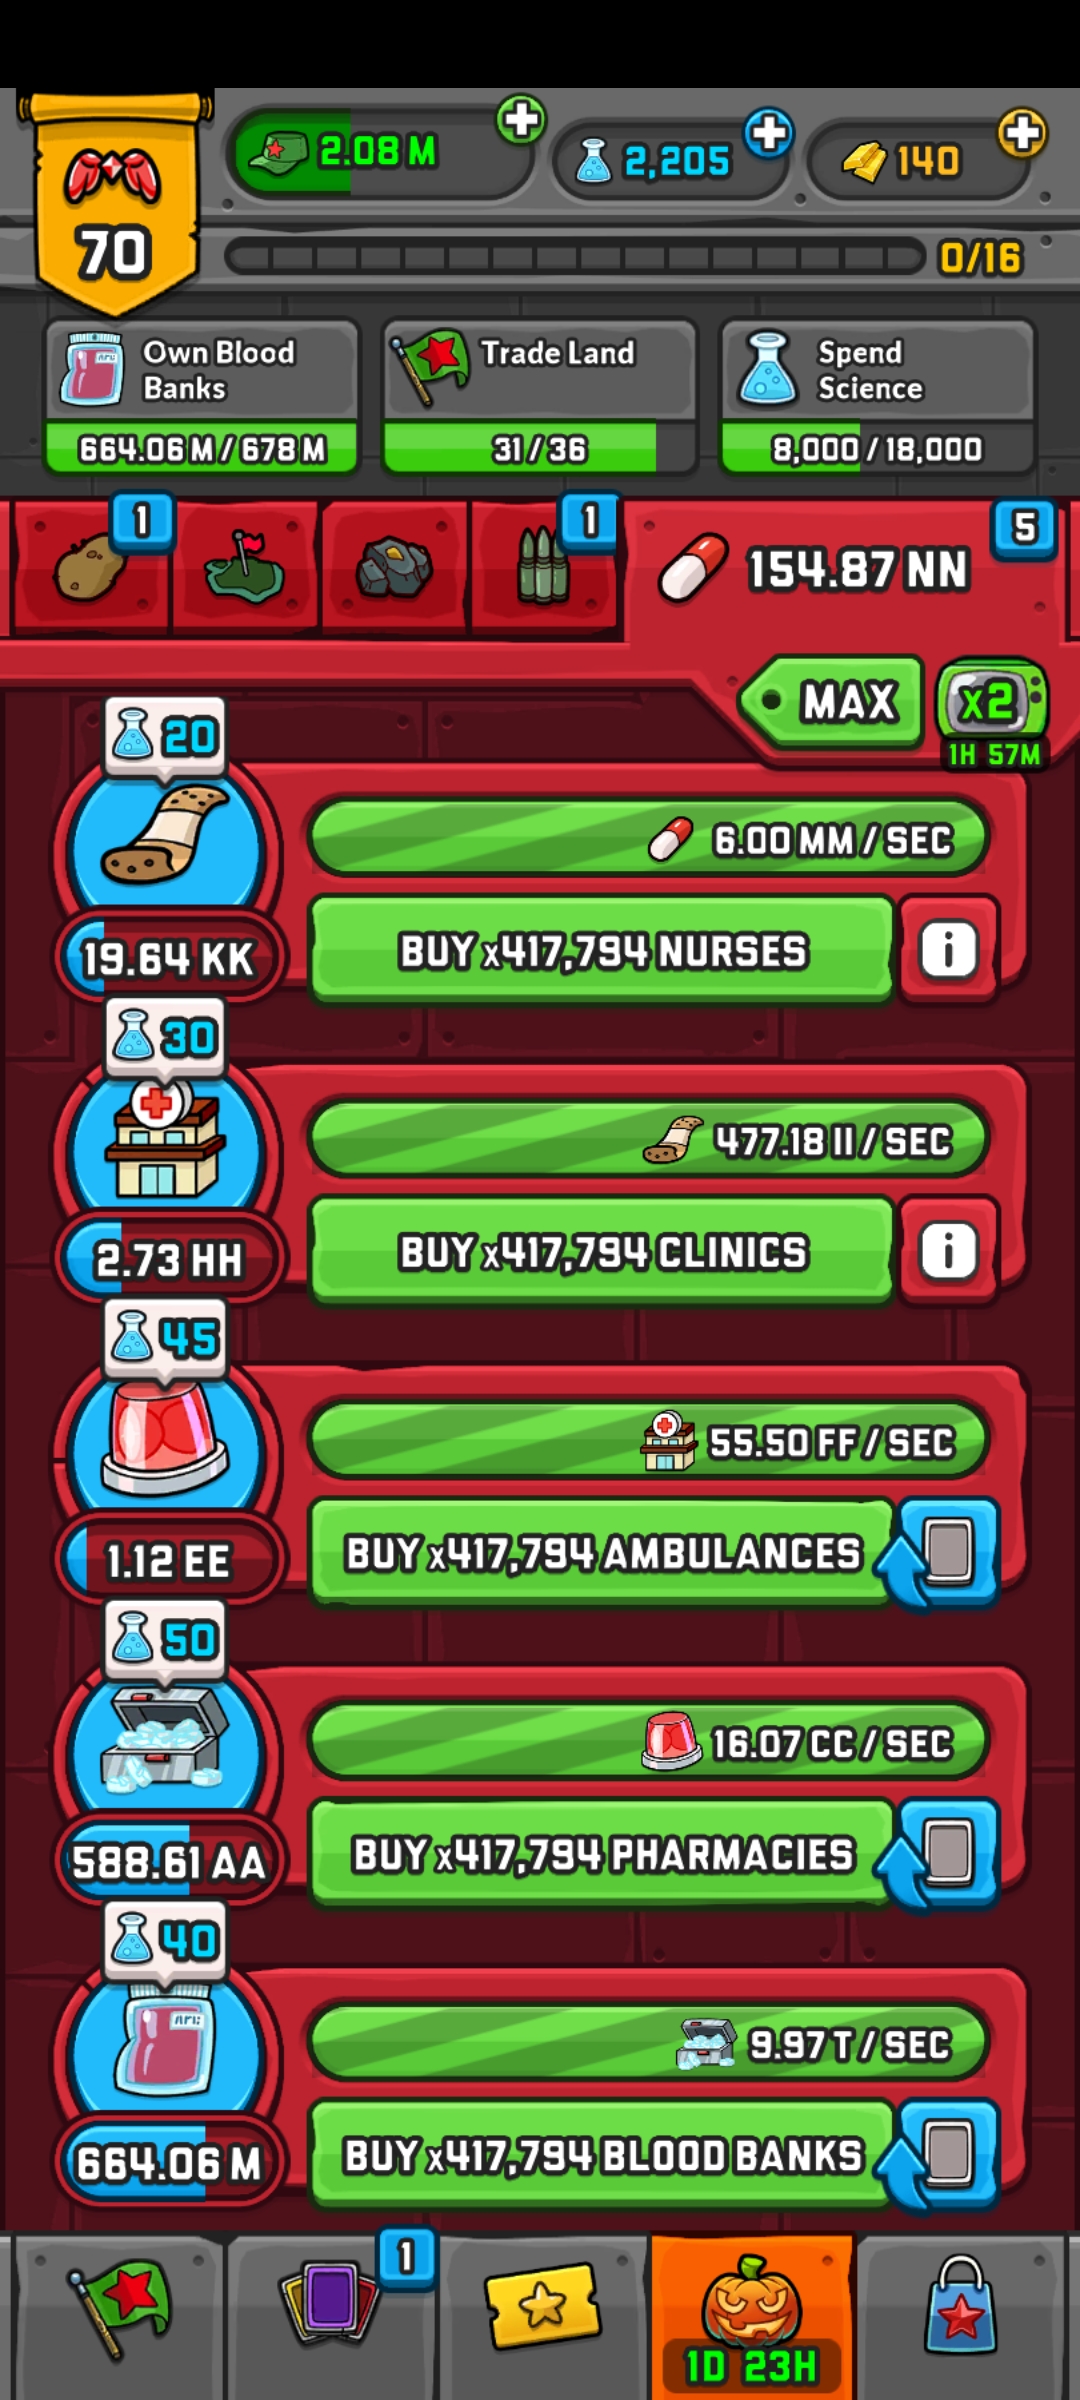 70
2.08 M
2,205
140
0/16
Own Blood
Banks
664.06 M / 678 M
Trade Land
31 / 36
Spend
Science
8,000 / 18,000
1
1
154.87 NN
5
MAX
x2
1H 57M
20
6.00 MM / SEC
19.64 KK
BUY x417,794 NURSES
i
30
477.18 II / SEC
2.73 HH
BUY x417,794 CLINICS
i
45
55.50 FF / SEC
1.12 EE
BUY x417,794 AMBULANCES
50
16.07 CC / SEC
588.61 AA
BUY x417,794 PHARMACIES
40
9.97 T / SEC
664.06 M
BUY x417,794 BLOOD BANKS
1
1D 23H